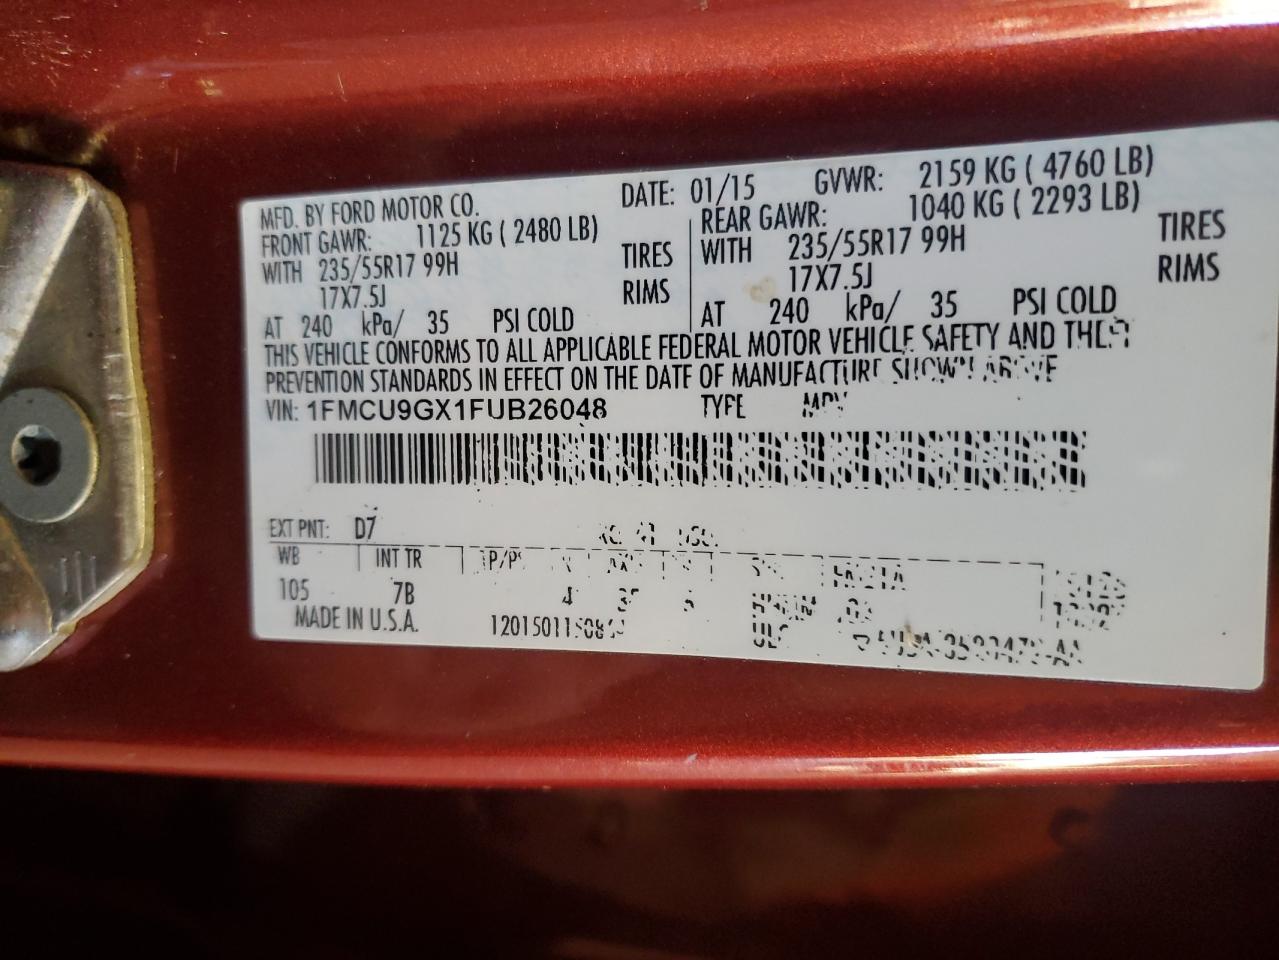 MFD. BY FORD MOTOR CO. DATE: 01/15 GVWR: 2159 KG ( 4760 LB)
FRONT GAWR: 1125 KG ( 2480 LB) REAR GAWR: 1040 KG ( 2293 LB)
WITH 235/55R17 99H TIRES WITH 235/55R17 99H TIRES
17X7.5J RIMS 17X7.5J RIMS
AT 240 kPa/ 35 PSI COLD AT 240 kPa/ 35 PSI COLD
THIS VEHICLE CONFORMS TO ALL APPLICABLE FEDERAL MOTOR VEHICLE SAFETY AND THEFT
PREVENTION STANDARDS IN EFFECT ON THE DATE OF MANUFACTURE SHOWN ABOVE
VIN: 1FMCU9GX1FUB26048 TYPE MPV
EXT PNT: D7
WB INT TR
105 7B
MADE IN U.S.A.